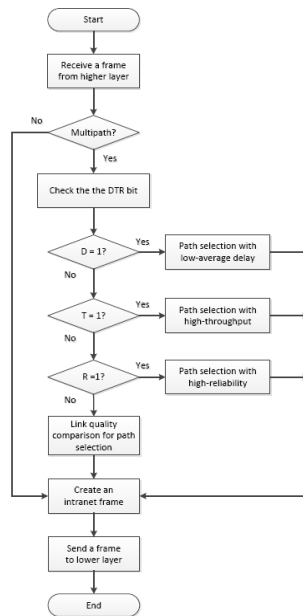 Start
Receive a frame
from higher layer
No
Multipath?
Yes
Check the the DTR bit
D = 1?
Yes
Path selection with
low-average delay
No
T = 1?
Yes
Path selection with
high-throughput
No
R =1?
Yes
Path selection with
high-reliability
No
Link quality
comparison for path
selection
Create an
intranet frame
Send a frame
to lower layer
End